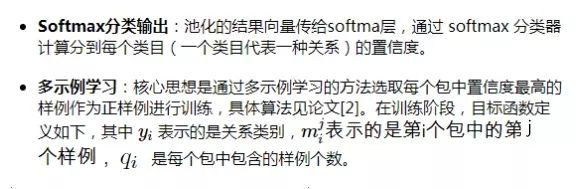 • Softmax分类输出：池化的结果向量传给softma层，通过 softmax 分类器
计算分到每个类目（一个类目代表一种关系）的置信度。
• 多示例学习：核心思想是通过多示例学习的方法选取每个包中置信度最高的
样例作为正样例进行训练，具体算法见论文[2]。在训练阶段，目标函数定
义如下，其中 y_i 表示的是关系类别，m_i^j表示的是第i个包中的第 j
个样例，q_i 是每个包中包含的样例个数。